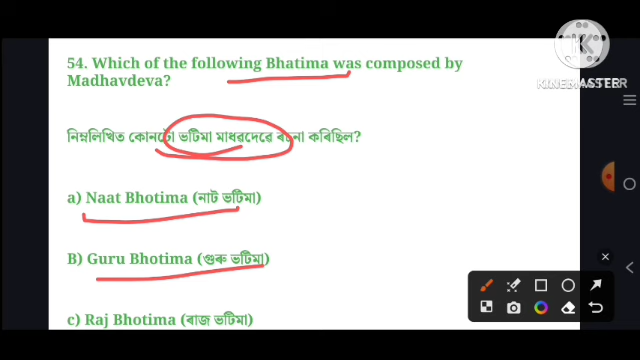 54. Which of the following Bhatima was composed by
Madhavdeva?
নিম্নলিখিত কোনটো ভটিমা মাধৱদেৱে ৰচনা কৰিছিল?
a) Naat Bhotima (নাট ভটিমা)
B) Guru Bhotima (গুৰু ভটিমা)
c) Raj Bhotima (ৰাজ ভটিমা)
KINEMASTER